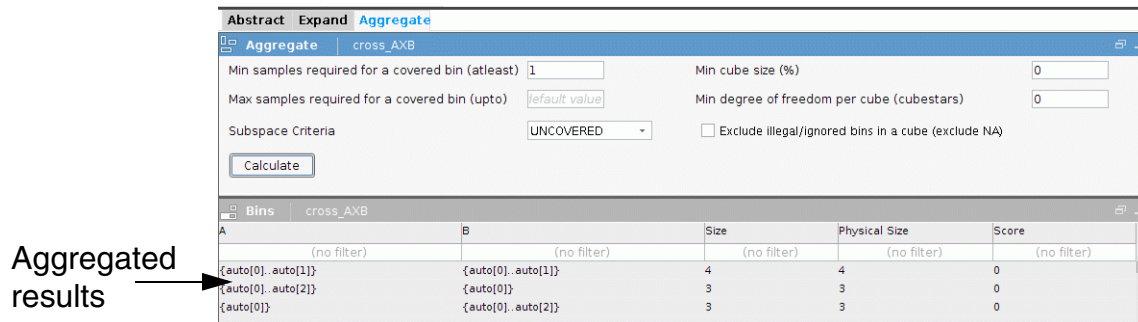 Abstract Expand Aggregate
Aggregate cross_AXB
Min samples required for a covered bin (atleast) 1 Min cube size (%) 0
Max samples required for a covered bin (upto) default value Min degree of freedom per cube (cubestars) 0
Subspace Criteria UNCOVERED Exclude illegal/ignored bins in a cube (exclude NA)
Calculate
Bins cross_AXB
A B Size Physical Size Score
(no filter) (no filter) (no filter) (no filter) (no filter)
{auto[0]..auto[1]} {auto[0]..auto[1]} 4 4 0
{auto[0]..auto[2]} {auto[0]} 3 3 0
{auto[0]} {auto[0]..auto[2]} 3 3 0
Aggregated
results